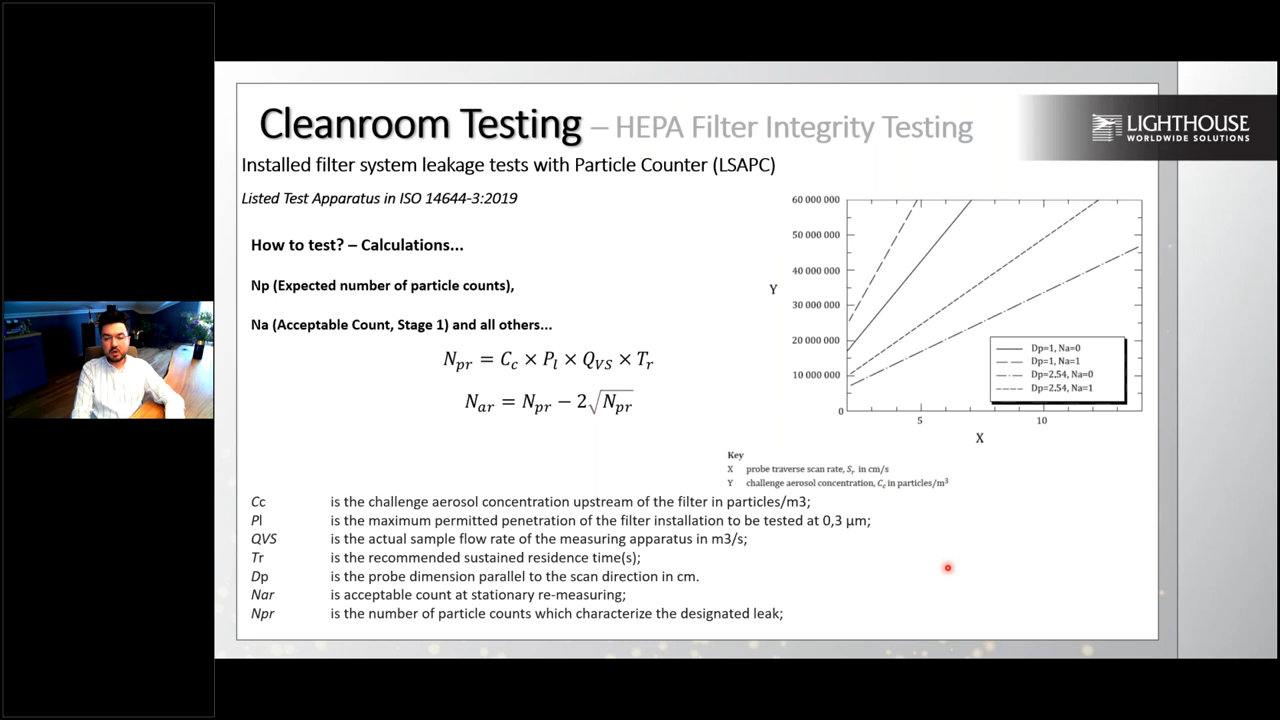 Cleanroom Testing – HEPA Filter Integrity Testing
LIGHTHOUSE
WORLDWIDE SOLUTIONS
Installed filter system leakage tests with Particle Counter (LSAPC)
Listed Test Apparatus in ISO 14644-3:2019
How to test? – Calculations...
Np (Expected number of particle counts),
Na (Acceptable Count, Stage 1) and all others...
N_pr = C_c × P_l × Q_VS × T_r
N_ar = N_pr − 2√N_pr
60 000 000
50 000 000
40 000 000
30 000 000
20 000 000
10 000 000
0
Y
5
10
X
Dp=1, Na=0
Dp=1, Na=1
Dp=2.54, Na=0
Dp=2.54, Na=1
Key
X probe traverse scan rate, S_r in cm/s
Y challenge aerosol concentration, C_c in particles/m³
Cc is the challenge aerosol concentration upstream of the filter in particles/m3;
Pl is the maximum permitted penetration of the filter installation to be tested at 0,3 µm;
QVS is the actual sample flow rate of the measuring apparatus in m3/s;
Tr is the recommended sustained residence time(s);
Dp is the probe dimension parallel to the scan direction in cm.
Nar is acceptable count at stationary re-measuring;
Npr is the number of particle counts which characterize the designated leak;